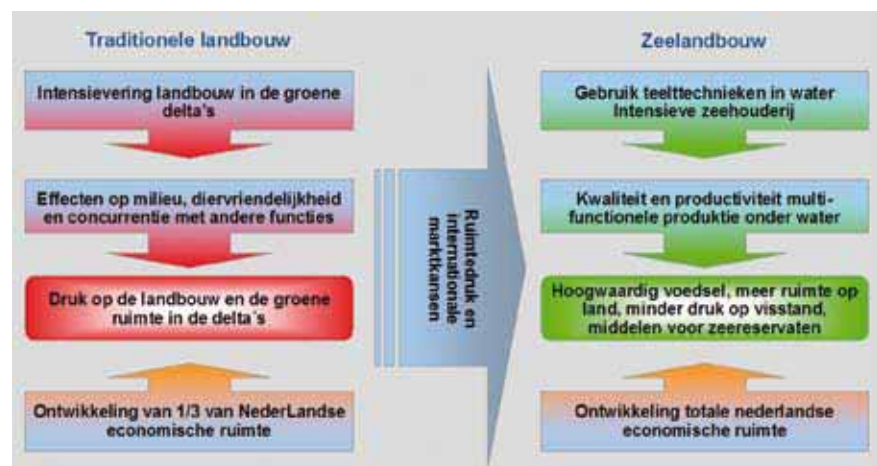 Traditionele landbouw
Intensievering landbouw in de groene
delta's
Effecten op milieu, diervriendelijkheid
en concurrentie met andere functies
Druk op de landbouw en de groene
ruimte in de delta's
Ontwikkeling van 1/3 van NederLandse
economische ruimte
Ruimtedruk en
internationale
marktkansen
Zeelandbouw
Gebruik teelttechnieken in water
Intensieve zeehouderij
Kwaliteit en productiviteit multi-
functionele produktie onder water
Hoogwaardig voedsel, meer ruimte op
land, minder druk op visstand,
middelen voor zeereservaten
Ontwikkeling totale nederlandse
economische ruimte